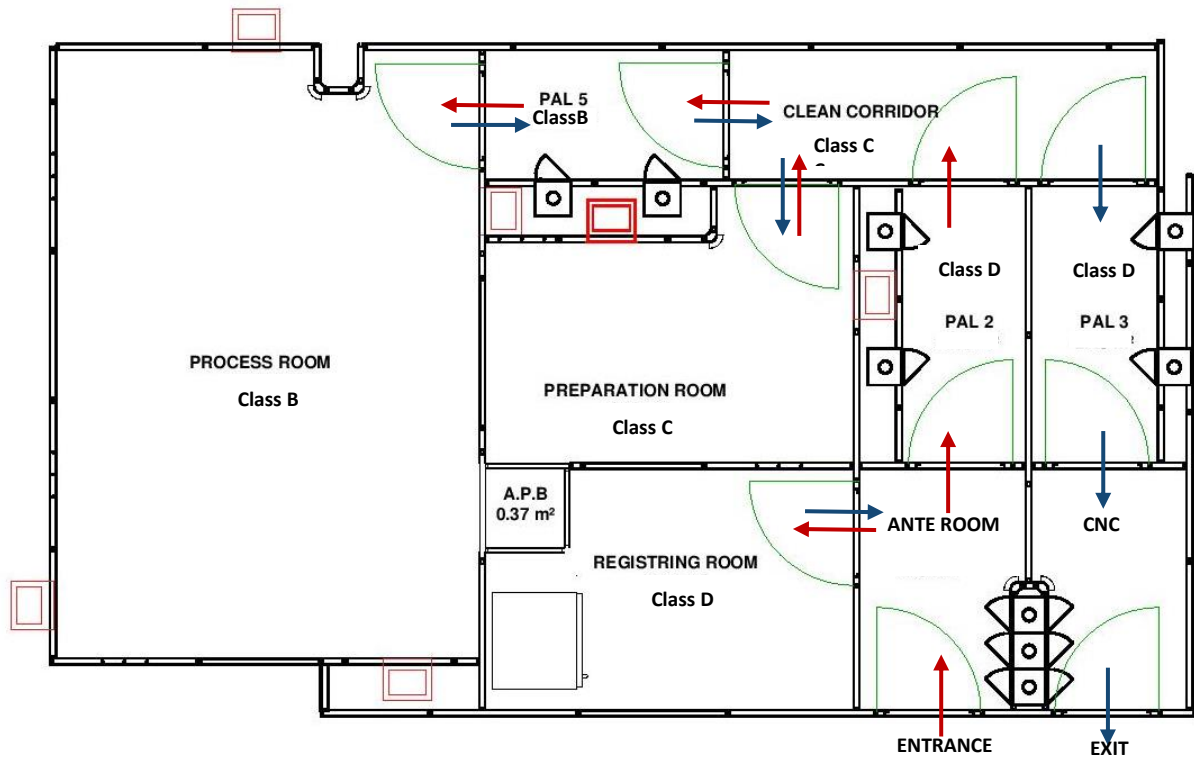 PAL 5
ClassB
CLEAN CORRIDOR
Class C
Class D
Class D
PAL 2
PAL 3
PROCESS ROOM
Class B
PREPARATION ROOM
Class C
A.P.B
0.37 m²
ANTE ROOM
CNC
REGISTRING ROOM
Class D
ENTRANCE
EXIT